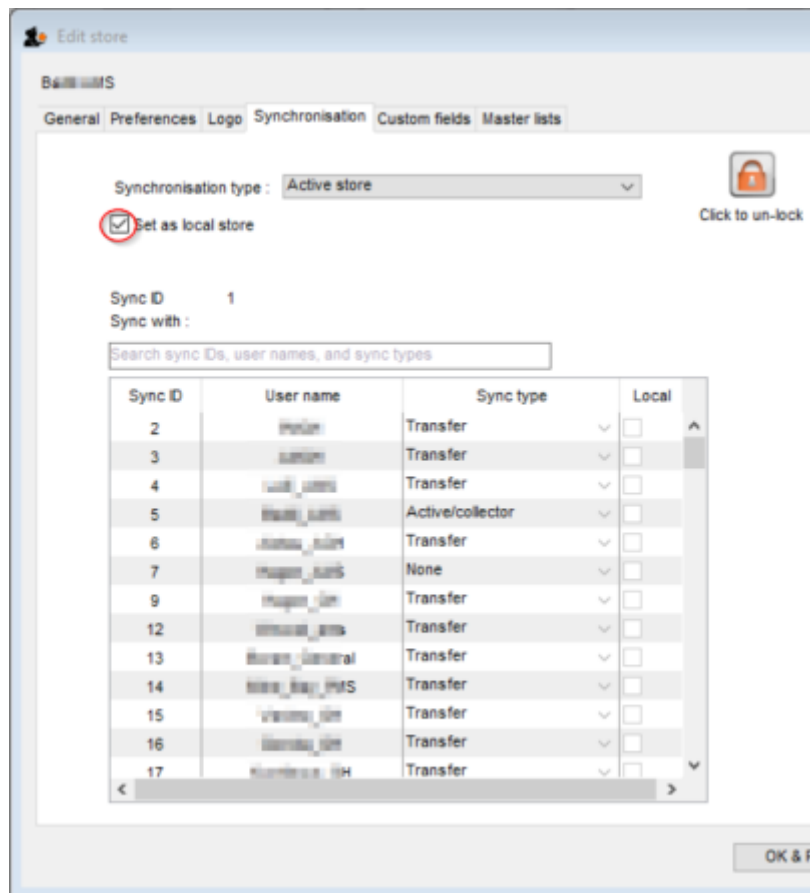 Edit store
General Preferences Logo Synchronisation Custom fields Master lists
Synchronisation type : Active store
Click to un-lock
Set as local store
Sync ID 1
Sync with :
Search sync IDs, user names, and sync types
Sync ID User name Sync type Local
2 Transfer
3 Transfer
4 Transfer
5 Active/collector
6 Transfer
7 None
9 Transfer
12 Transfer
13 Transfer
14 Transfer
15 Transfer
16 Transfer
17 Transfer
OK &